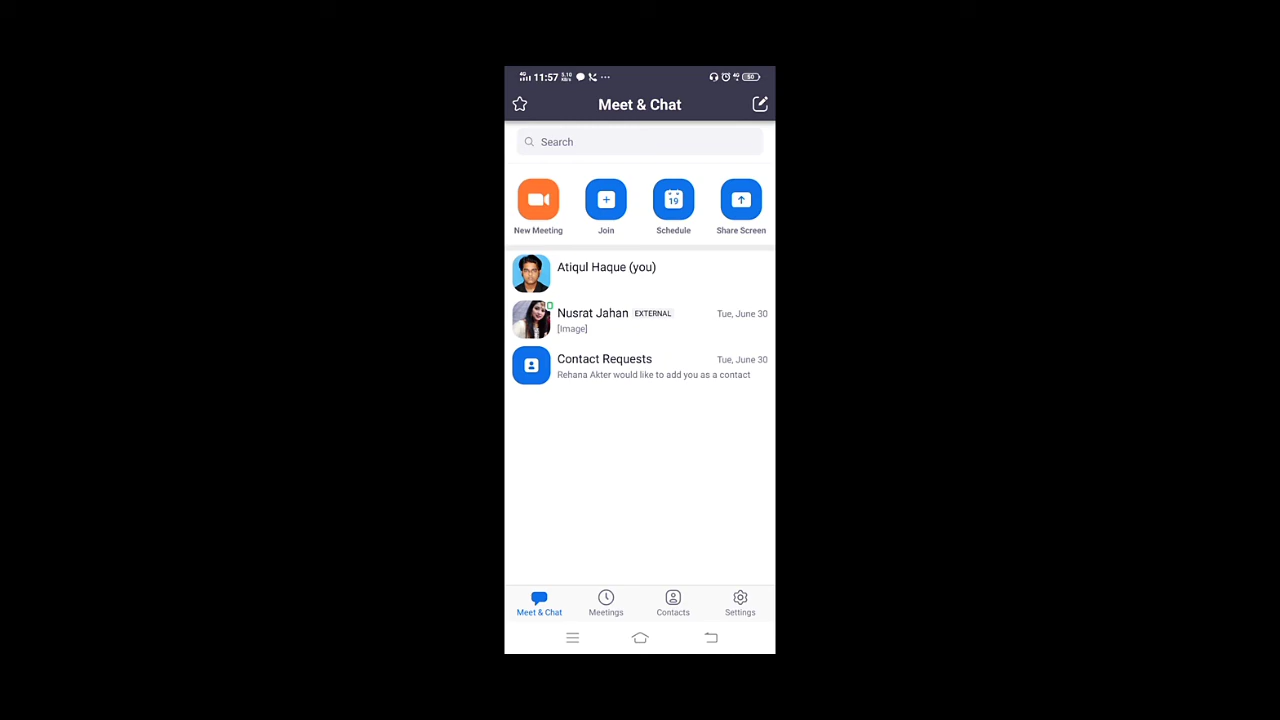 11:57
Meet & Chat
Search
19
New Meeting
Join
Schedule
Share Screen
Atiqul Haque (you)
Nusrat Jahan EXTERNAL Tue, June 30
[Image]
Contact Requests Tue, June 30
Rehana Akter would like to add you as a contact
Meet & Chat
Meetings
Contacts
Settings